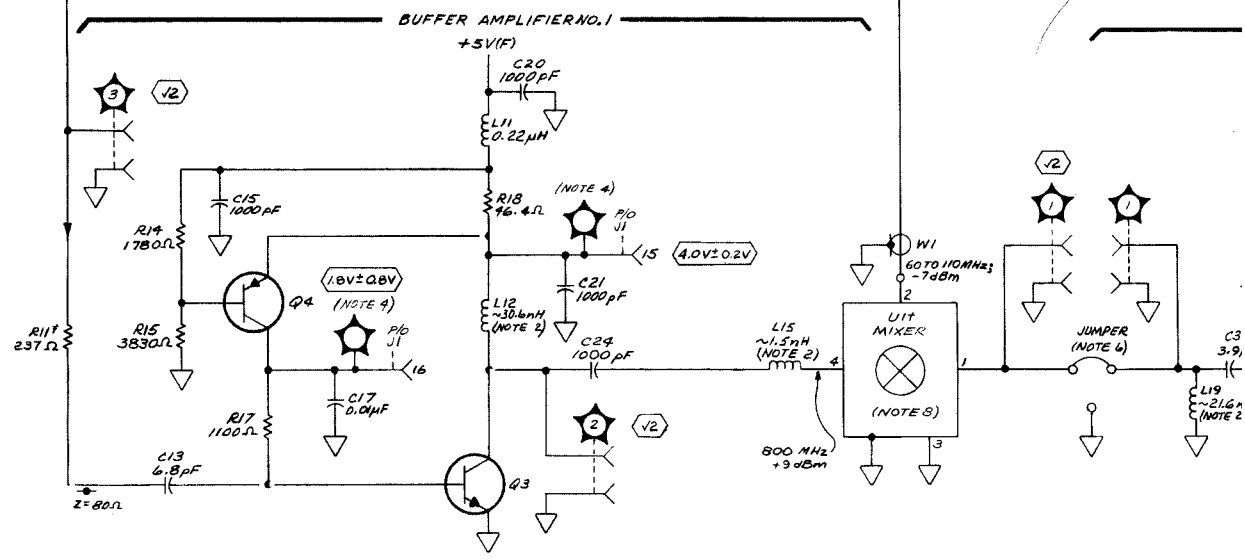 BUFFER AMPLIFIER NO. 1
+5V(F)
C20
1000pF
3
√2
L11
0.22μH
C15
1000pF
R14
1780Ω
R18
46.4Ω
(NOTE 4)
P/O
J1
15
4.0V±0.2V
1.8V±0.8V
(NOTE 4)
Q4
P/O
J1
16
C21
1000pF
L12
~30.6nH
(NOTE 2)
R11†
237Ω
R15
3830Ω
C17
0.01μF
R17
1100Ω
C13
6.8pF
Z=80Ω
Q3
C24
1000pF
2
√2
L15
~1.5nH
(NOTE 2)
4
800 MHz
+9dBm
W1
60 TO 110MHz;
-7dBm
2
U1†
MIXER
(NOTE 8)
1
3
√2
1
1
JUMPER
(NOTE 6)
C3
3.9
L19
~21.6
(NOTE 2